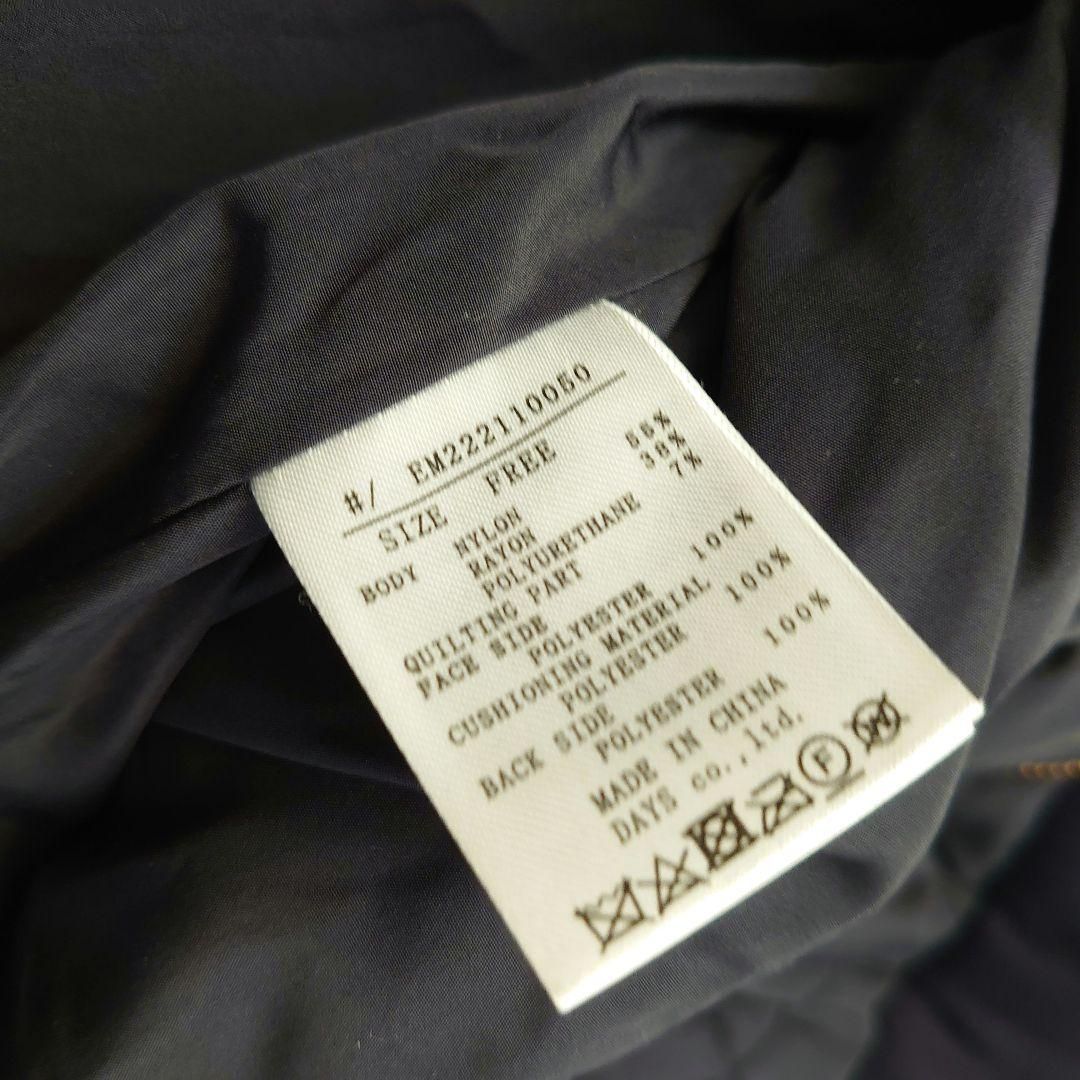 #/ EM222110050
SIZE FREE
BODY NYLON 55%
RAYON 38%
POLYURETHANE 7%
QUILTING PART
FACE SIDE
POLYESTER 100%
CUSHIONING MATERIAL
POLYESTER 100%
BACK SIDE
POLYESTER 100%
MADE IN CHINA
DAYS co.,ltd.
F W